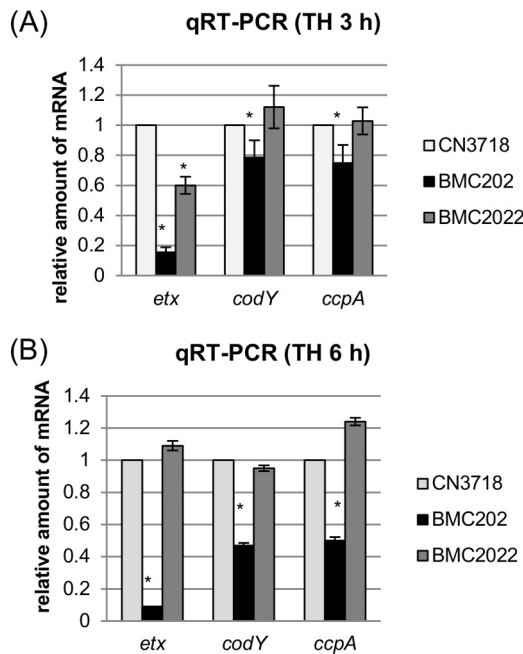 (A)
qRT-PCR (TH 3 h)
relative amount of mRNA
1.4
1.2
1
0.8
0.6
0.4
0.2
0
*
*
*
*
etx
codY
ccpA
CN3718
BMC202
BMC2022
(B)
qRT-PCR (TH 6 h)
relative amount of mRNA
1.4
1.2
1
0.8
0.6
0.4
0.2
0
*
*
*
etx
codY
ccpA
CN3718
BMC202
BMC2022